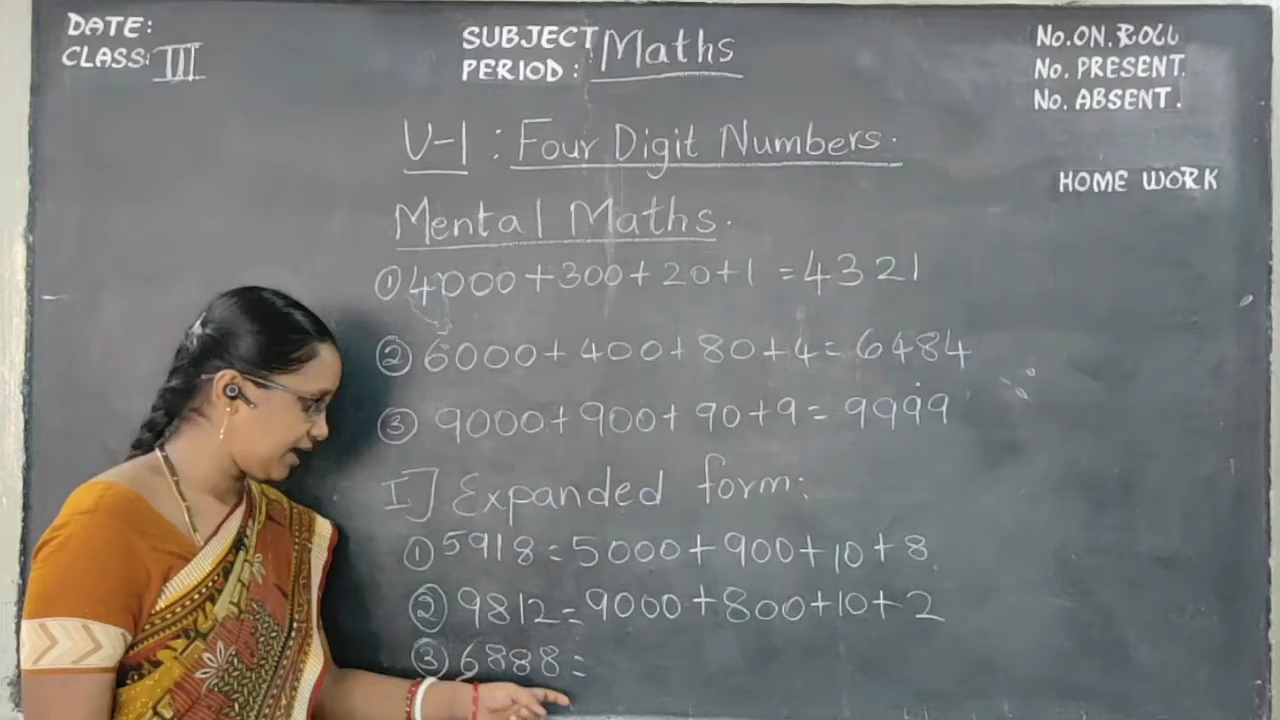 DATE:
CLASS: III
SUBJECT: Maths
PERIOD:
No.ON.ROLL
No. PRESENT.
No. ABSENT.
HOME WORK
U-1 : Four Digit Numbers.
Mental Maths.
① 4000+300+20+1 = 4321
② 6000+400+80+4= 6484
③ 9000+900+90+9= 9999
I] Expanded form:
① 5918 = 5000+900+10+8.
② 9812 = 9000+800+10+2
③ 6888 =